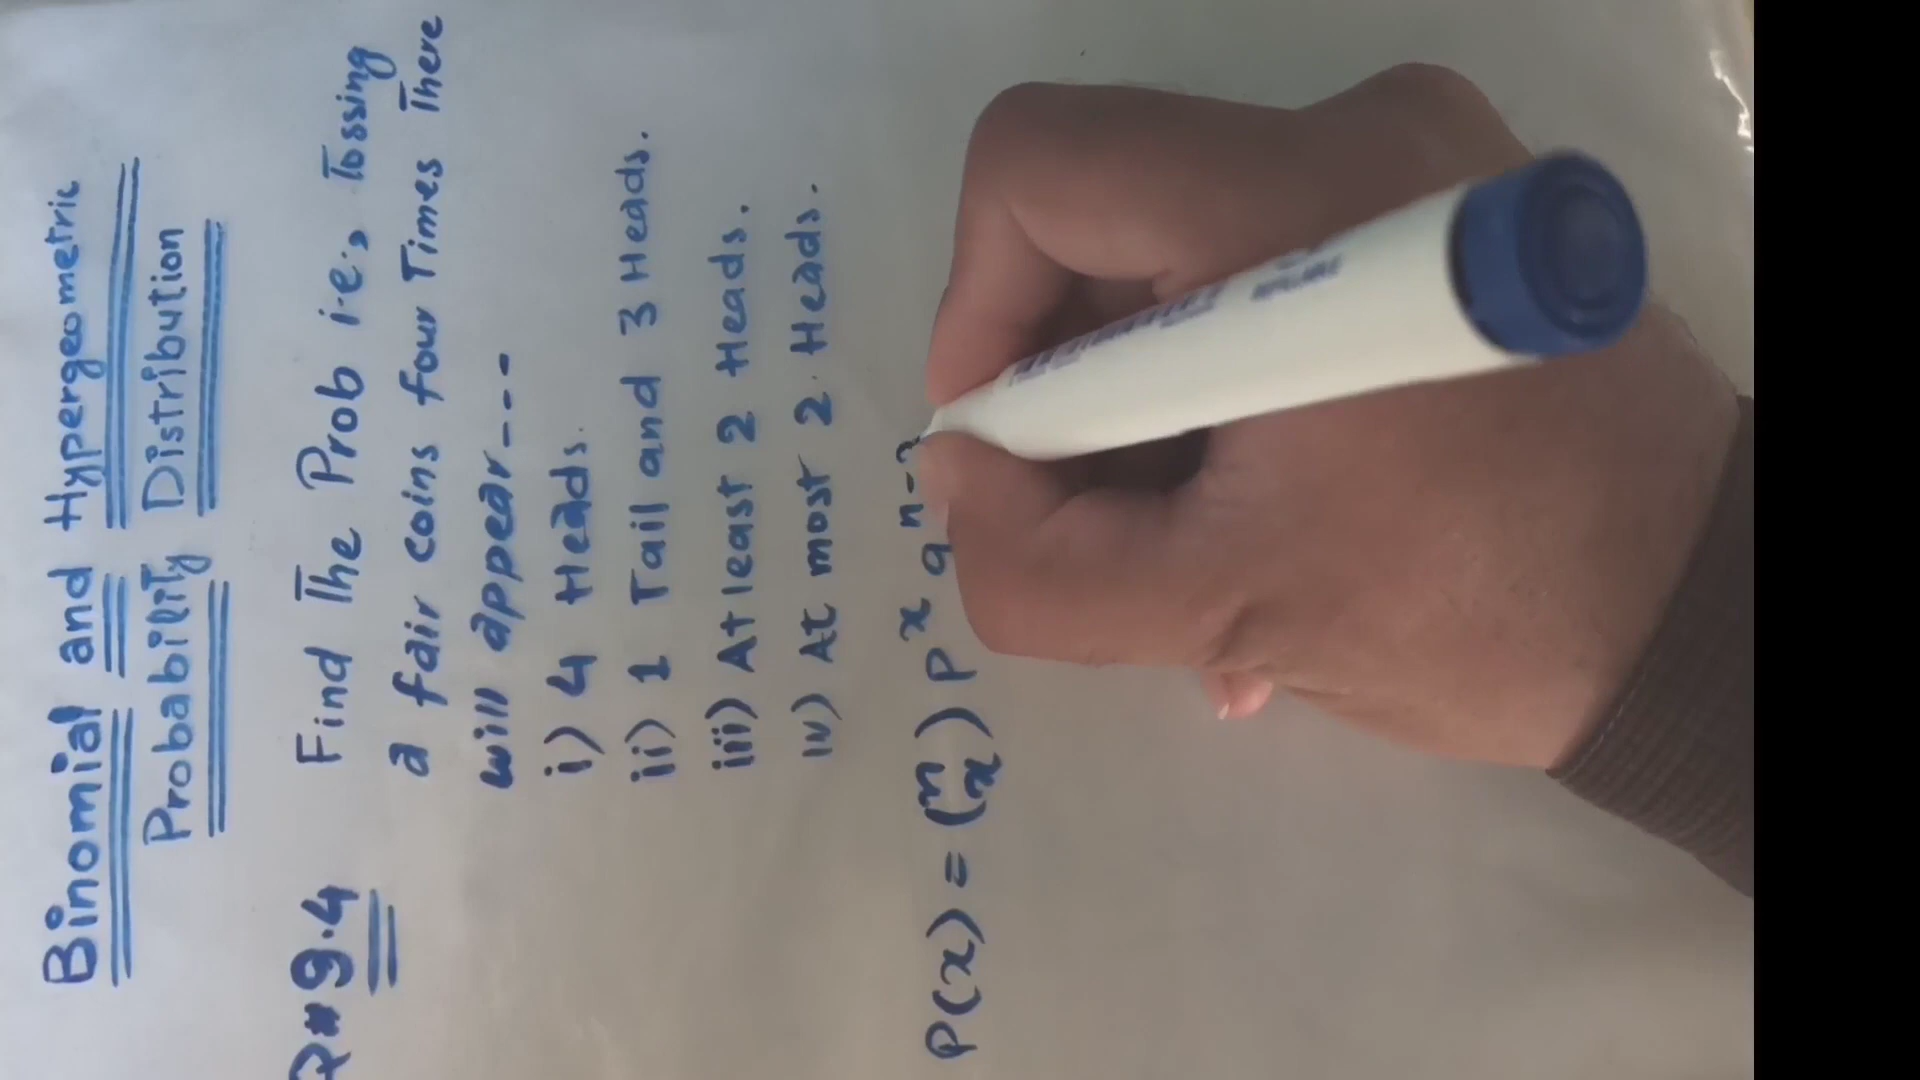 Binomial and Hypergeometric
Probability Distribution
Q#9.4 Find The Prob i.e., Tossing
a fair coins four Times There
will appear----
i) 4 Heads.
ii) 1 Tail and 3 Heads.
iii) At least 2 Heads.
iv) At most 2 Heads.
P(x) = (n x) p^x q^n-